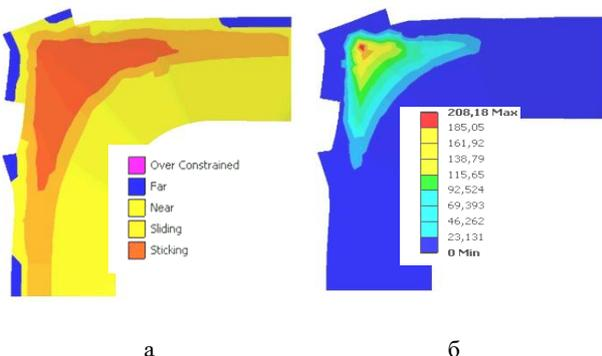 Over Constrained
Far
Near
Sliding
Sticking
208,18 Max
185,05
161,92
138,79
115,65
92,524
69,393
46,262
23,131
0 Min
а
б